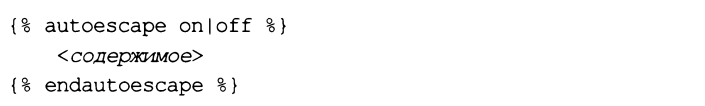 {% autoescape on|off %}
<содержимое>
{% endautoescape %}